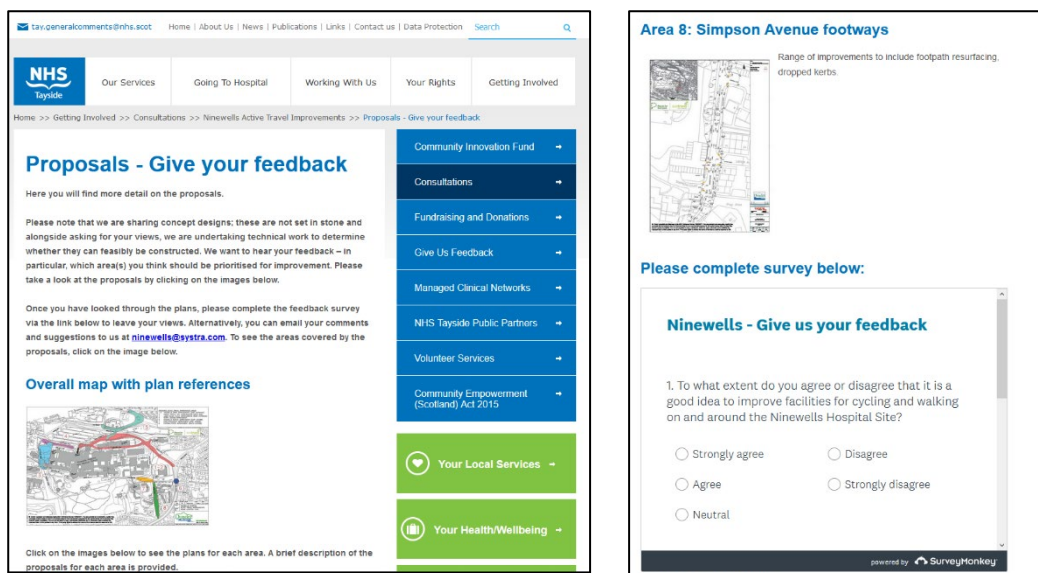 tay.generalcomments@nhs.scot Home | About Us | News | Publications | Links | Contact us | Data Protection Search
NHS
Tayside
Our Services Going To Hospital Working With Us Your Rights Getting Involved
Home >> Getting Involved >> Consultations >> Ninewells Active Travel Improvements >> Proposals - Give your feedback
Proposals - Give your feedback
Here you will find more detail on the proposals.
Please note that we are sharing concept designs; these are not set in stone and
alongside asking for your views, we are undertaking technical work to determine
whether they can feasibly be constructed. We want to hear your feedback – in
particular, which area(s) you think should be prioritised for improvement. Please
take a look at the proposals by clicking on the images below.
Once you have looked through the plans, please complete the feedback survey
via the link below to leave your views. Alternatively, you can email your comments
and suggestions to us at ninewells@systra.com. To see the areas covered by the
proposals, click on the image below.
Overall map with plan references
Click on the images below to see the plans for each area. A brief description of the
proposals for each area is provided.
Community Innovation Fund
Consultations
Fundraising and Donations
Give Us Feedback
Managed Clinical Networks
NHS Tayside Public Partners
Volunteer Services
Community Empowerment
(Scotland) Act 2015
Your Local Services
Your Health/Wellbeing
Area 8: Simpson Avenue footways
Range of improvements to include footpath resurfacing,
dropped kerbs.
Please complete survey below:
Ninewells - Give us your feedback
1. To what extent do you agree or disagree that it is a
good idea to improve facilities for cycling and walking
on and around the Ninewells Hospital Site?
Strongly agree Disagree
Agree Strongly disagree
Neutral
powered by SurveyMonkey